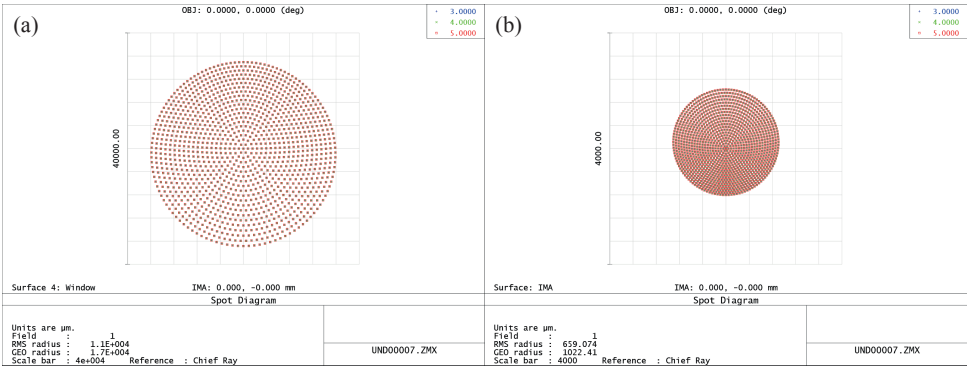 (a)
OBJ: 0.0000, 0.0000 (deg)
3.0000
4.0000
5.0000
40000.00
Surface 4: Window IMA: 0.000, -0.000 mm
Spot Diagram
Units are µm.
Field : 1
RMS radius : 1.1E+004
GEO radius : 1.7E+004
Scale bar : 4e+004 Reference : Chief Ray
UND00007.ZMX
(b)
OBJ: 0.0000, 0.0000 (deg)
3.0000
4.0000
5.0000
4000.00
Surface: IMA IMA: 0.000, -0.000 mm
Spot Diagram
Units are µm.
Field : 1
RMS radius : 659.074
GEO radius : 1022.41
Scale bar : 4000 Reference : Chief Ray
UND00007.ZMX